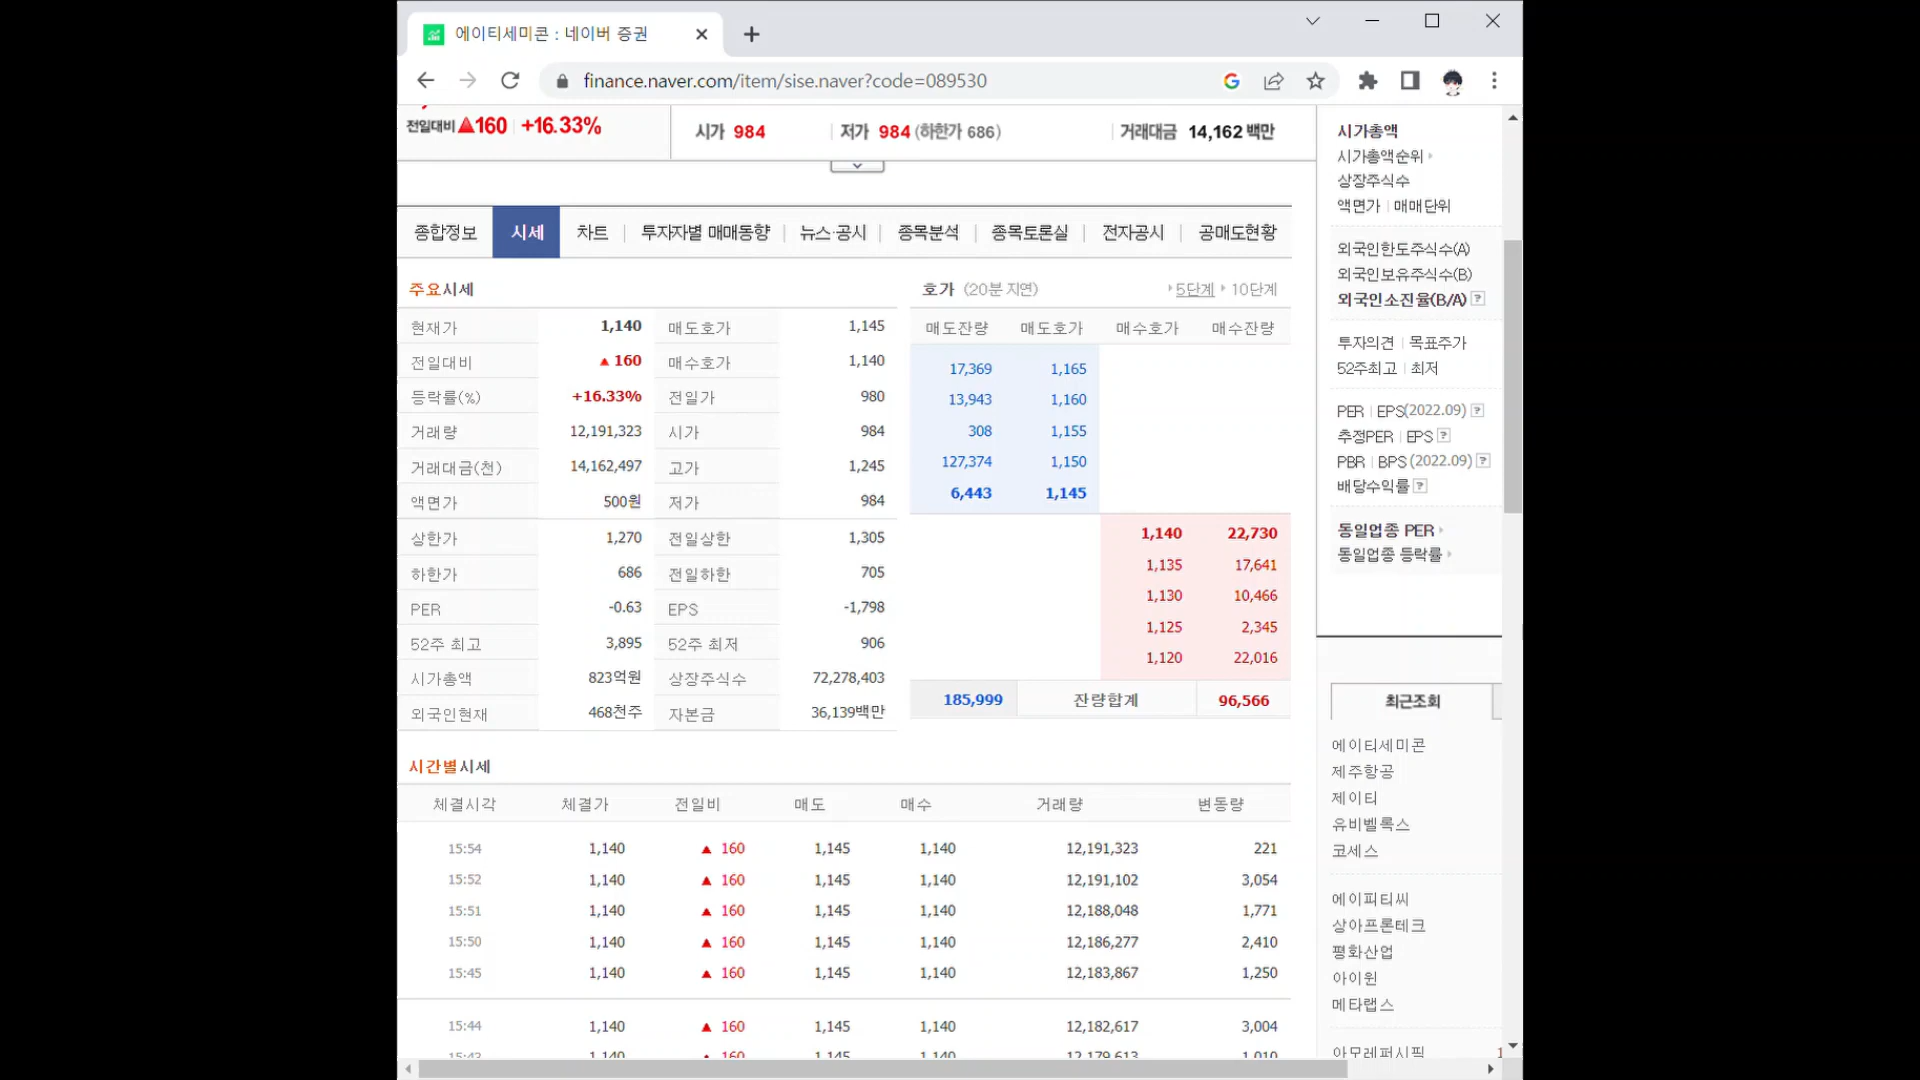 에이티세미콘 : 네이버 증권
finance.naver.com/item/sise.naver?code=089530
전일대비 ▲160 +16.33%
시가 984 저가 984 (하한가 686) 거래대금 14,162 백만
종합정보 시세 차트 투자자별 매매동향 뉴스·공시 종목분석 종목토론실 전자공시 공매도현황
주요시세
현재가 1,140 매도호가 1,145
전일대비 ▲ 160 매수호가 1,140
등락률(%) +16.33% 전일가 980
거래량 12,191,323 시가 984
거래대금(천) 14,162,497 고가 1,245
액면가 500원 저가 984
상한가 1,270 전일상한 1,305
하한가 686 전일하한 705
PER -0.63 EPS -1,798
52주 최고 3,895 52주 최저 906
시가총액 823억원 상장주식수 72,278,403
외국인현재 468천주 자본금 36,139백만
호가 (20분 지연) 5단계 10단계
매도잔량 매도호가 매수호가 매수잔량
17,369 1,165
13,943 1,160
308 1,155
127,374 1,150
6,443 1,145
1,140 22,730
1,135 17,641
1,130 10,466
1,125 2,345
1,120 22,016
185,999 잔량합계 96,566
시간별시세
체결시각 체결가 전일비 매도 매수 거래량 변동량
15:54 1,140 ▲ 160 1,145 1,140 12,191,323 221
15:52 1,140 ▲ 160 1,145 1,140 12,191,102 3,054
15:51 1,140 ▲ 160 1,145 1,140 12,188,048 1,771
15:50 1,140 ▲ 160 1,145 1,140 12,186,277 2,410
15:45 1,140 ▲ 160 1,145 1,140 12,183,867 1,250
15:44 1,140 ▲ 160 1,145 1,140 12,182,617 3,004
15:43 1,140 ▲ 160 1,145 1,140 12,179,613 1,010
시가총액
시가총액순위
상장주식수
액면가 | 매매단위
외국인한도주식수(A)
외국인보유주식수(B)
외국인소진율(B/A) ?
투자의견 | 목표주가
52주최고 | 최저
PER | EPS(2022.09) ?
추정PER | EPS ?
PBR | BPS (2022.09) ?
배당수익률 ?
동일업종 PER
동일업종 등락률
최근조회
에이티세미콘
제주항공
제이티
유비벨록스
코세스
에이피티씨
상아프론테크
평화산업
아이윈
메타랩스
아모레퍼시픽 1